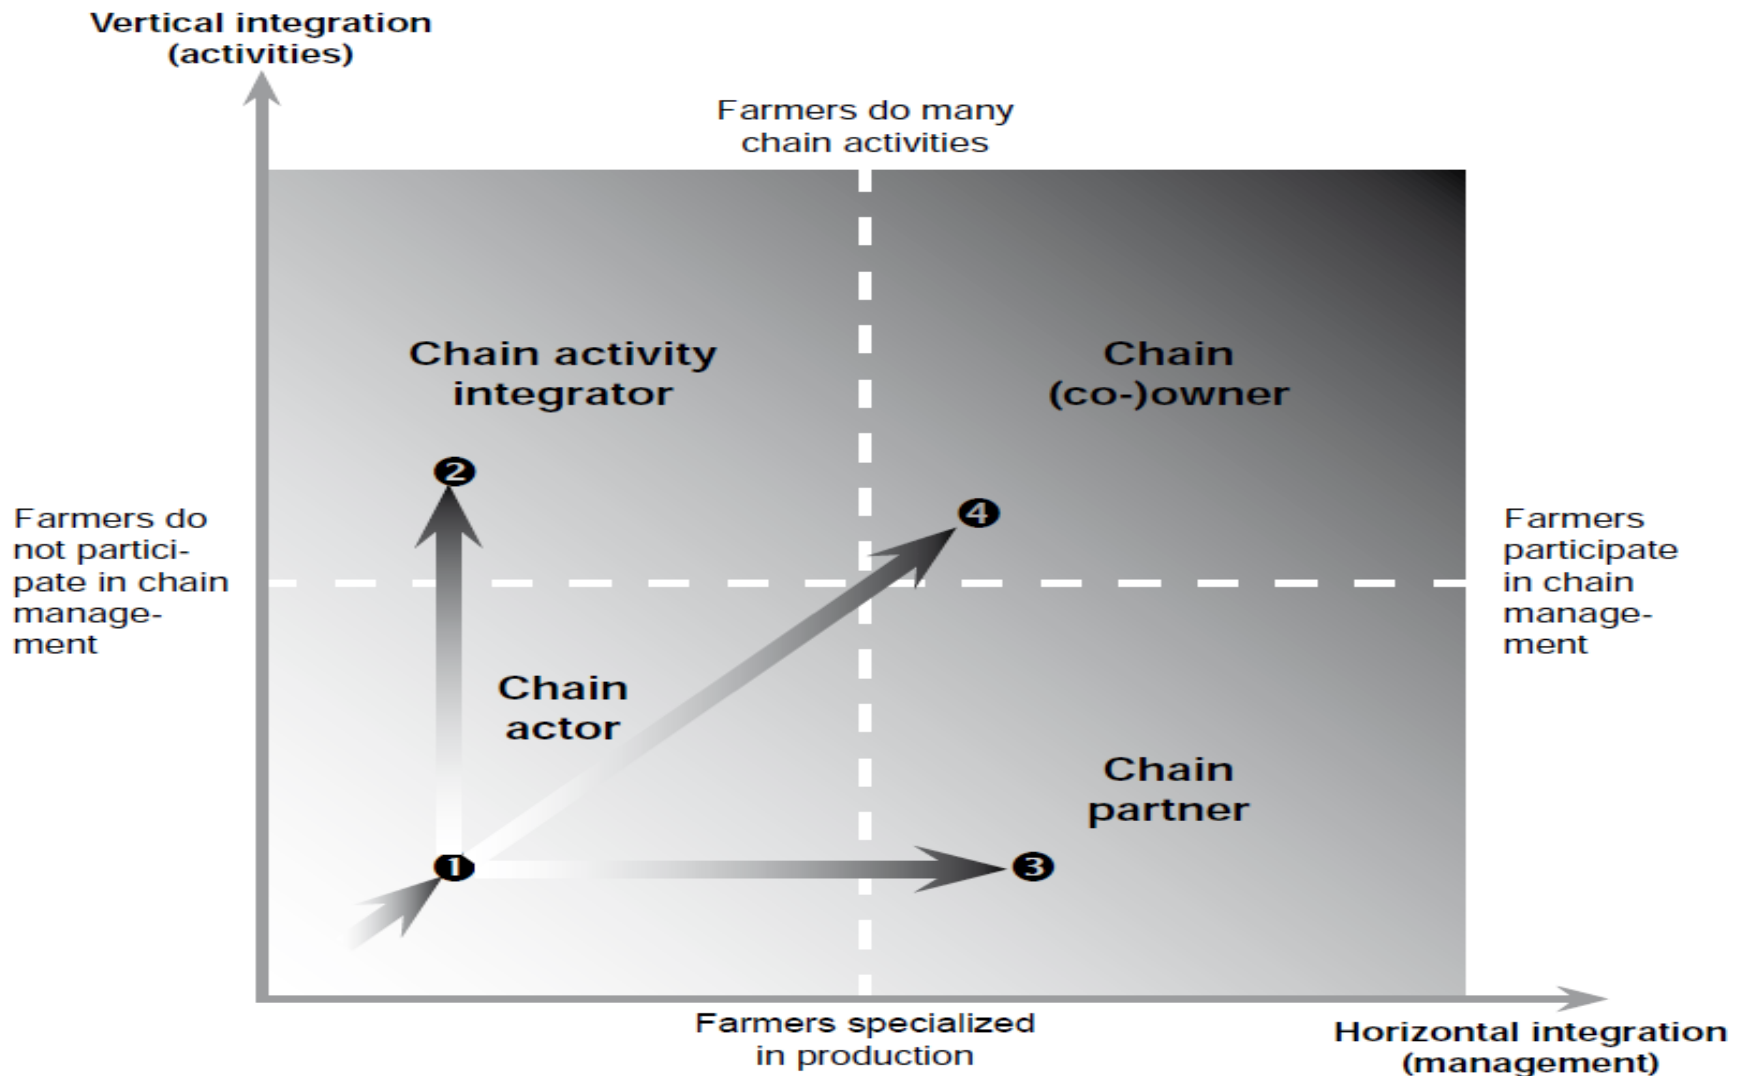 Vertical integration
(activities)
Farmers do many
chain activities
Chain activity
integrator
Chain
(co-)owner
2
4
Farmers do
not partici-
pate in chain
manage-
ment
Farmers
participate
in chain
manage-
ment
Chain
actor
Chain
partner
1
3
Farmers specialized
in production
Horizontal integration
(management)